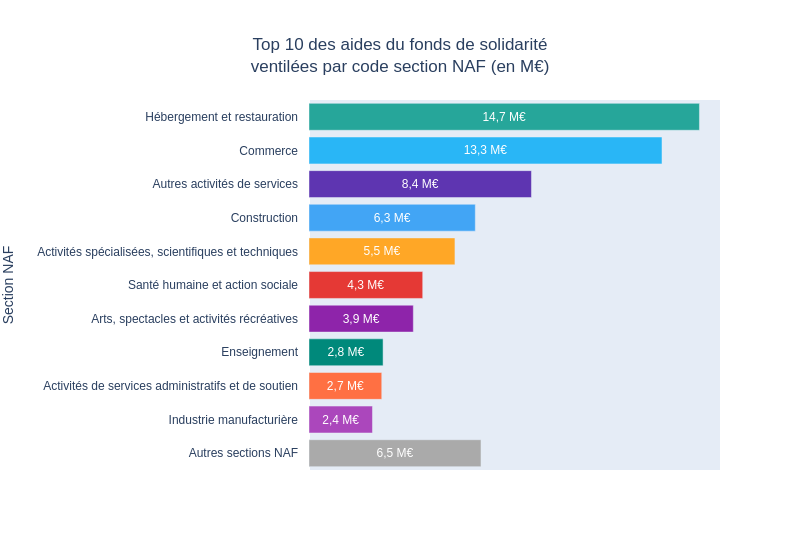 Top 10 des aides du fonds de solidarité
ventilées par code section NAF (en M€)
Section NAF
Hébergement et restauration 14,7 M€
Commerce 13,3 M€
Autres activités de services 8,4 M€
Construction 6,3 M€
Activités spécialisées, scientifiques et techniques 5,5 M€
Santé humaine et action sociale 4,3 M€
Arts, spectacles et activités récréatives 3,9 M€
Enseignement 2,8 M€
Activités de services administratifs et de soutien 2,7 M€
Industrie manufacturière 2,4 M€
Autres sections NAF 6,5 M€